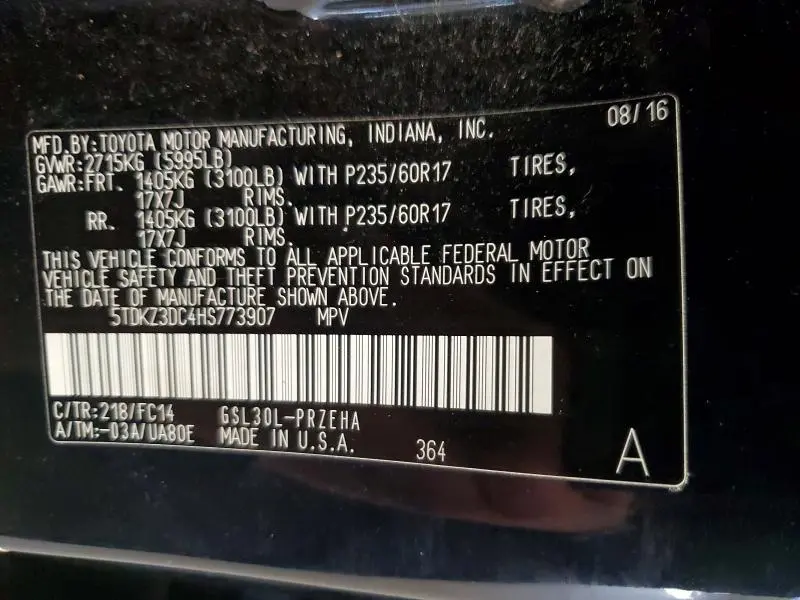 08/16
MFD.BY:TOYOTA MOTOR MANUFACTURING, INDIANA, INC.
GVWR:2715KG (5995LB)
GAWR:FRT. 1405KG (3100LB) WITH P235/60R17 TIRES,
17X7J RIMS.
RR. 1405KG (3100LB) WITH P235/60R17 TIRES,
17X7J RIMS.
THIS VEHICLE CONFORMS TO ALL APPLICABLE FEDERAL MOTOR
VEHICLE SAFETY AND THEFT PREVENTION STANDARDS IN EFFECT ON
THE DATE OF MANUFACTURE SHOWN ABOVE.
5TDKZ3DC4HS773907 MPV
C/TR:218/FC14 GSL30L-PRZEHA
A/TM:-03A/UA80E MADE IN U.S.A. 364
A